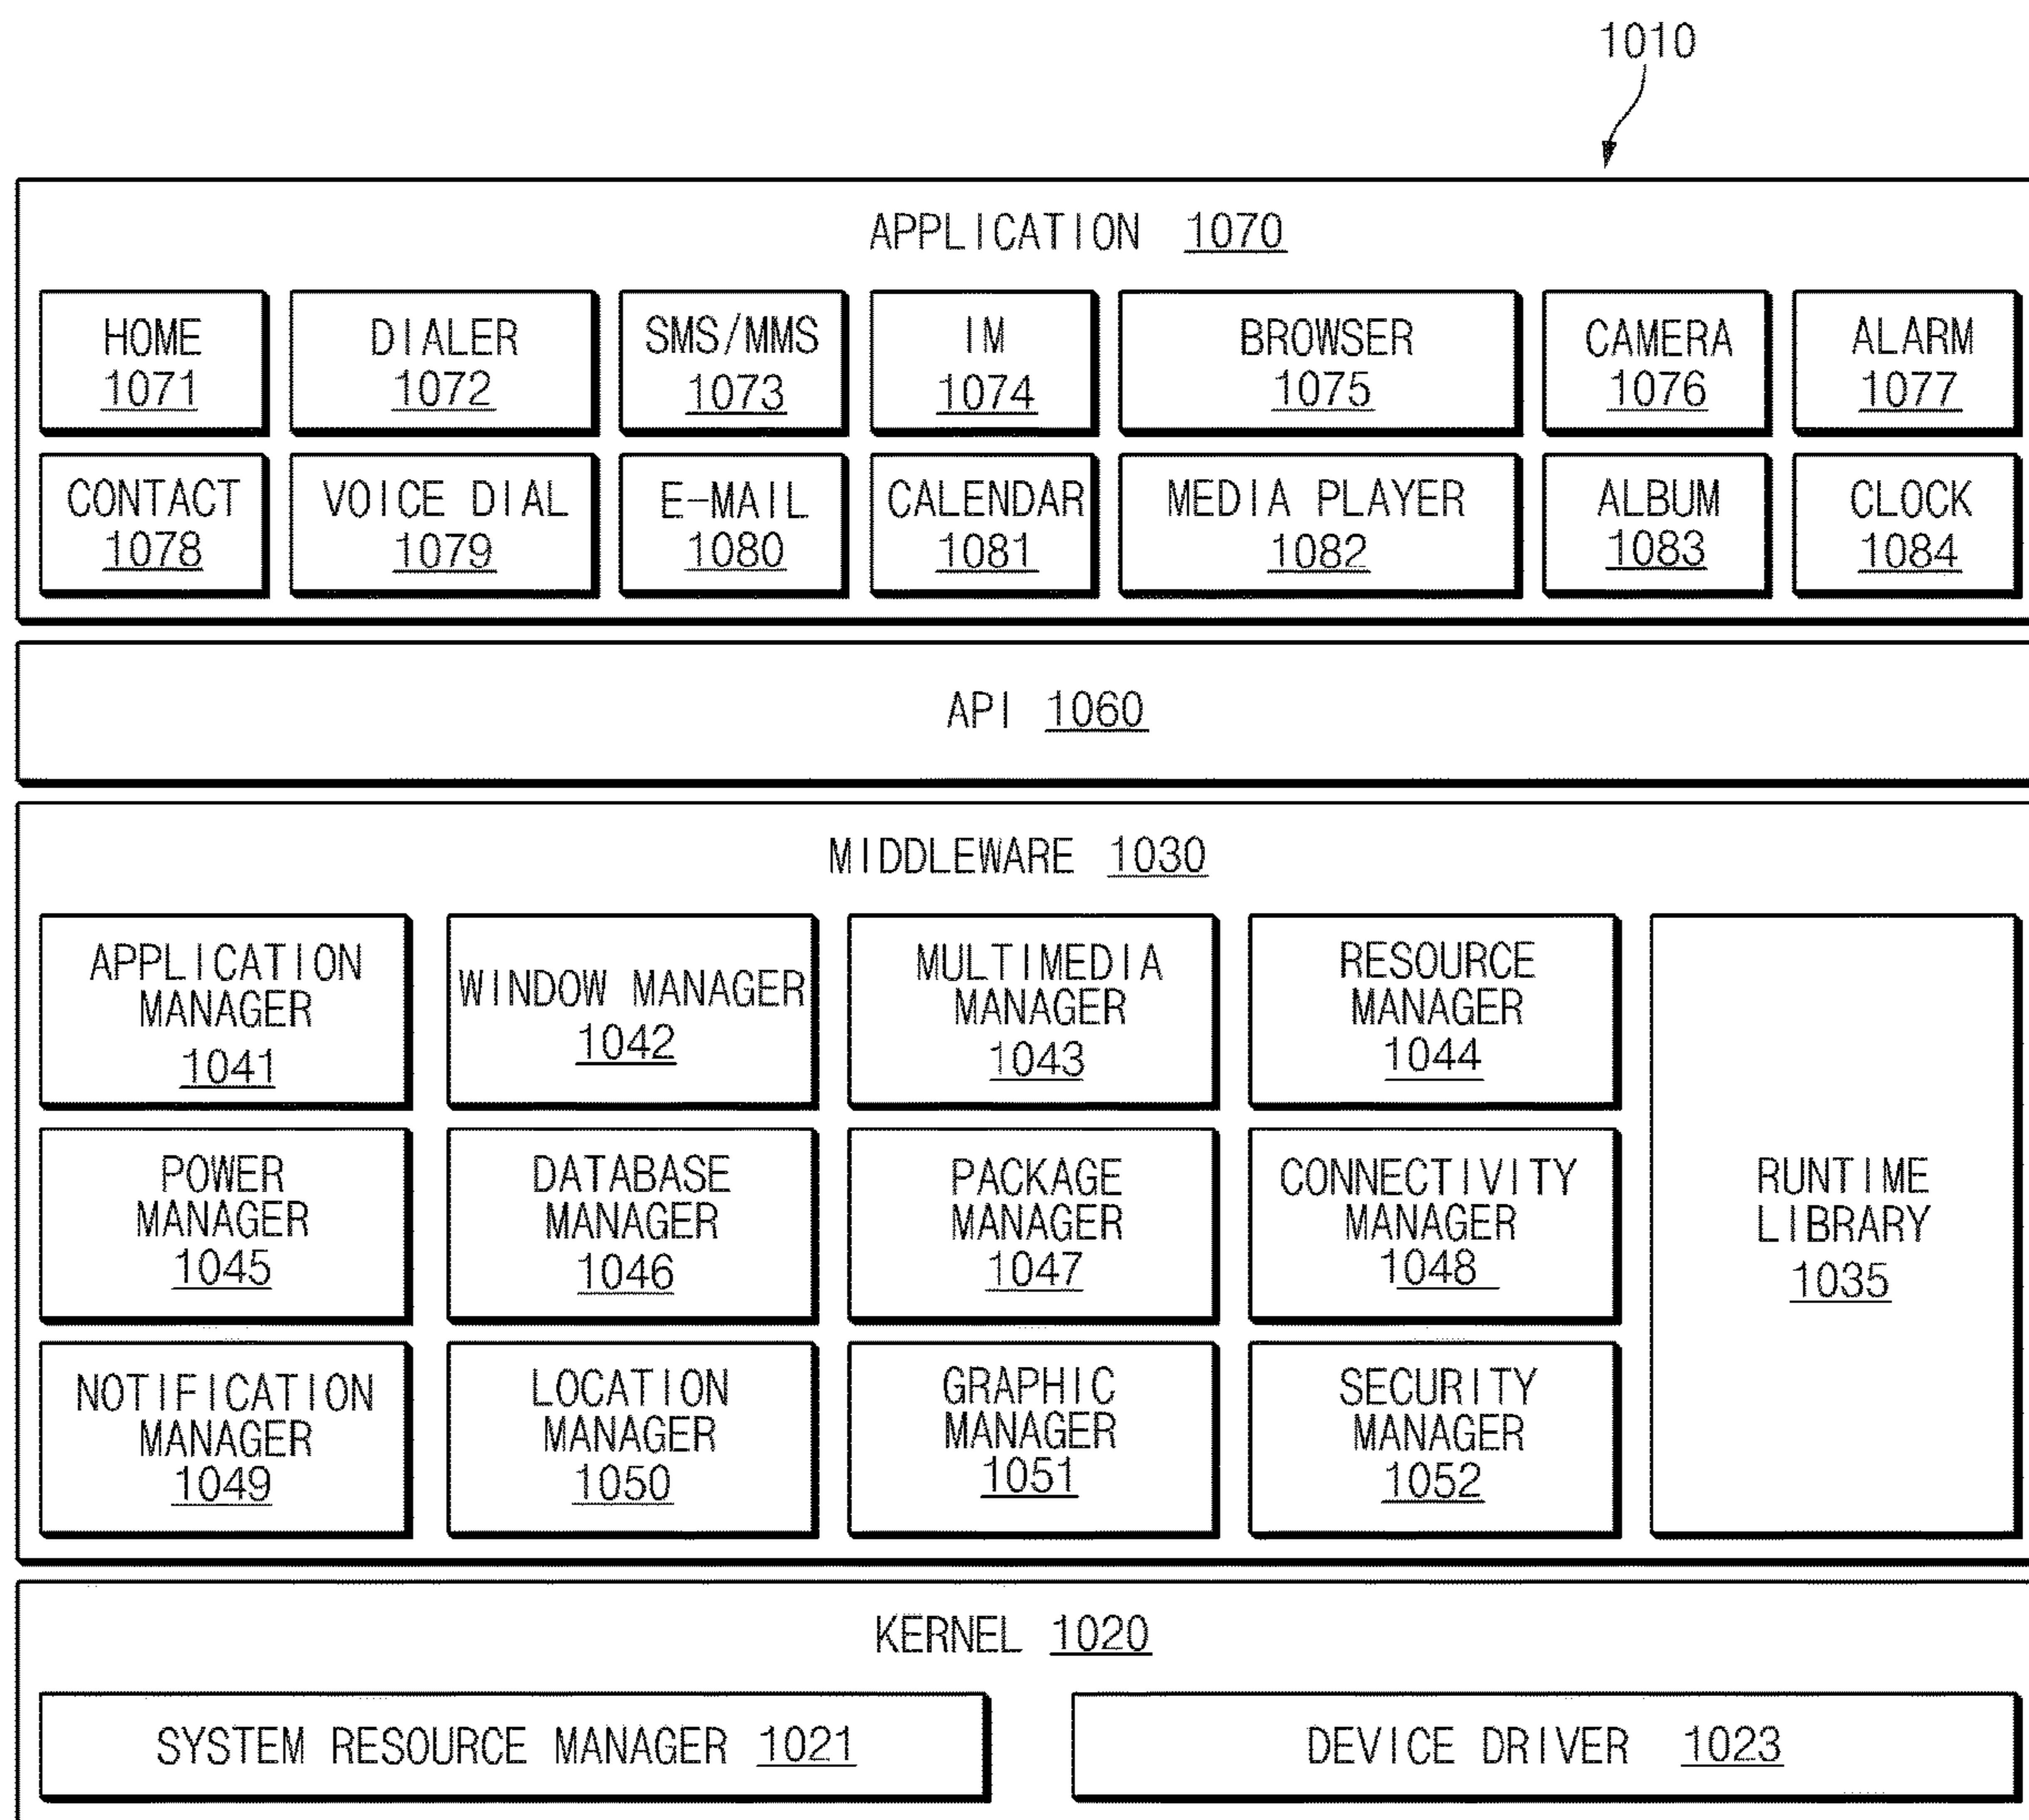 1010
APPLICATION 1070
HOME
1071
DIALER
1072
SMS/MMS
1073
IM
1074
BROWSER
1075
CAMERA
1076
ALARM
1077
CONTACT
1078
VOICE DIAL
1079
E-MAIL
1080
CALENDAR
1081
MEDIA PLAYER
1082
ALBUM
1083
CLOCK
1084
API 1060
MIDDLEWARE 1030
APPLICATION
MANAGER
1041
WINDOW MANAGER
1042
MULTIMEDIA
MANAGER
1043
RESOURCE
MANAGER
1044
POWER
MANAGER
1045
DATABASE
MANAGER
1046
PACKAGE
MANAGER
1047
CONNECTIVITY
MANAGER
1048
RUNTIME
LIBRARY
1035
NOTIFICATION
MANAGER
1049
LOCATION
MANAGER
1050
GRAPHIC
MANAGER
1051
SECURITY
MANAGER
1052
KERNEL 1020
SYSTEM RESOURCE MANAGER 1021
DEVICE DRIVER 1023